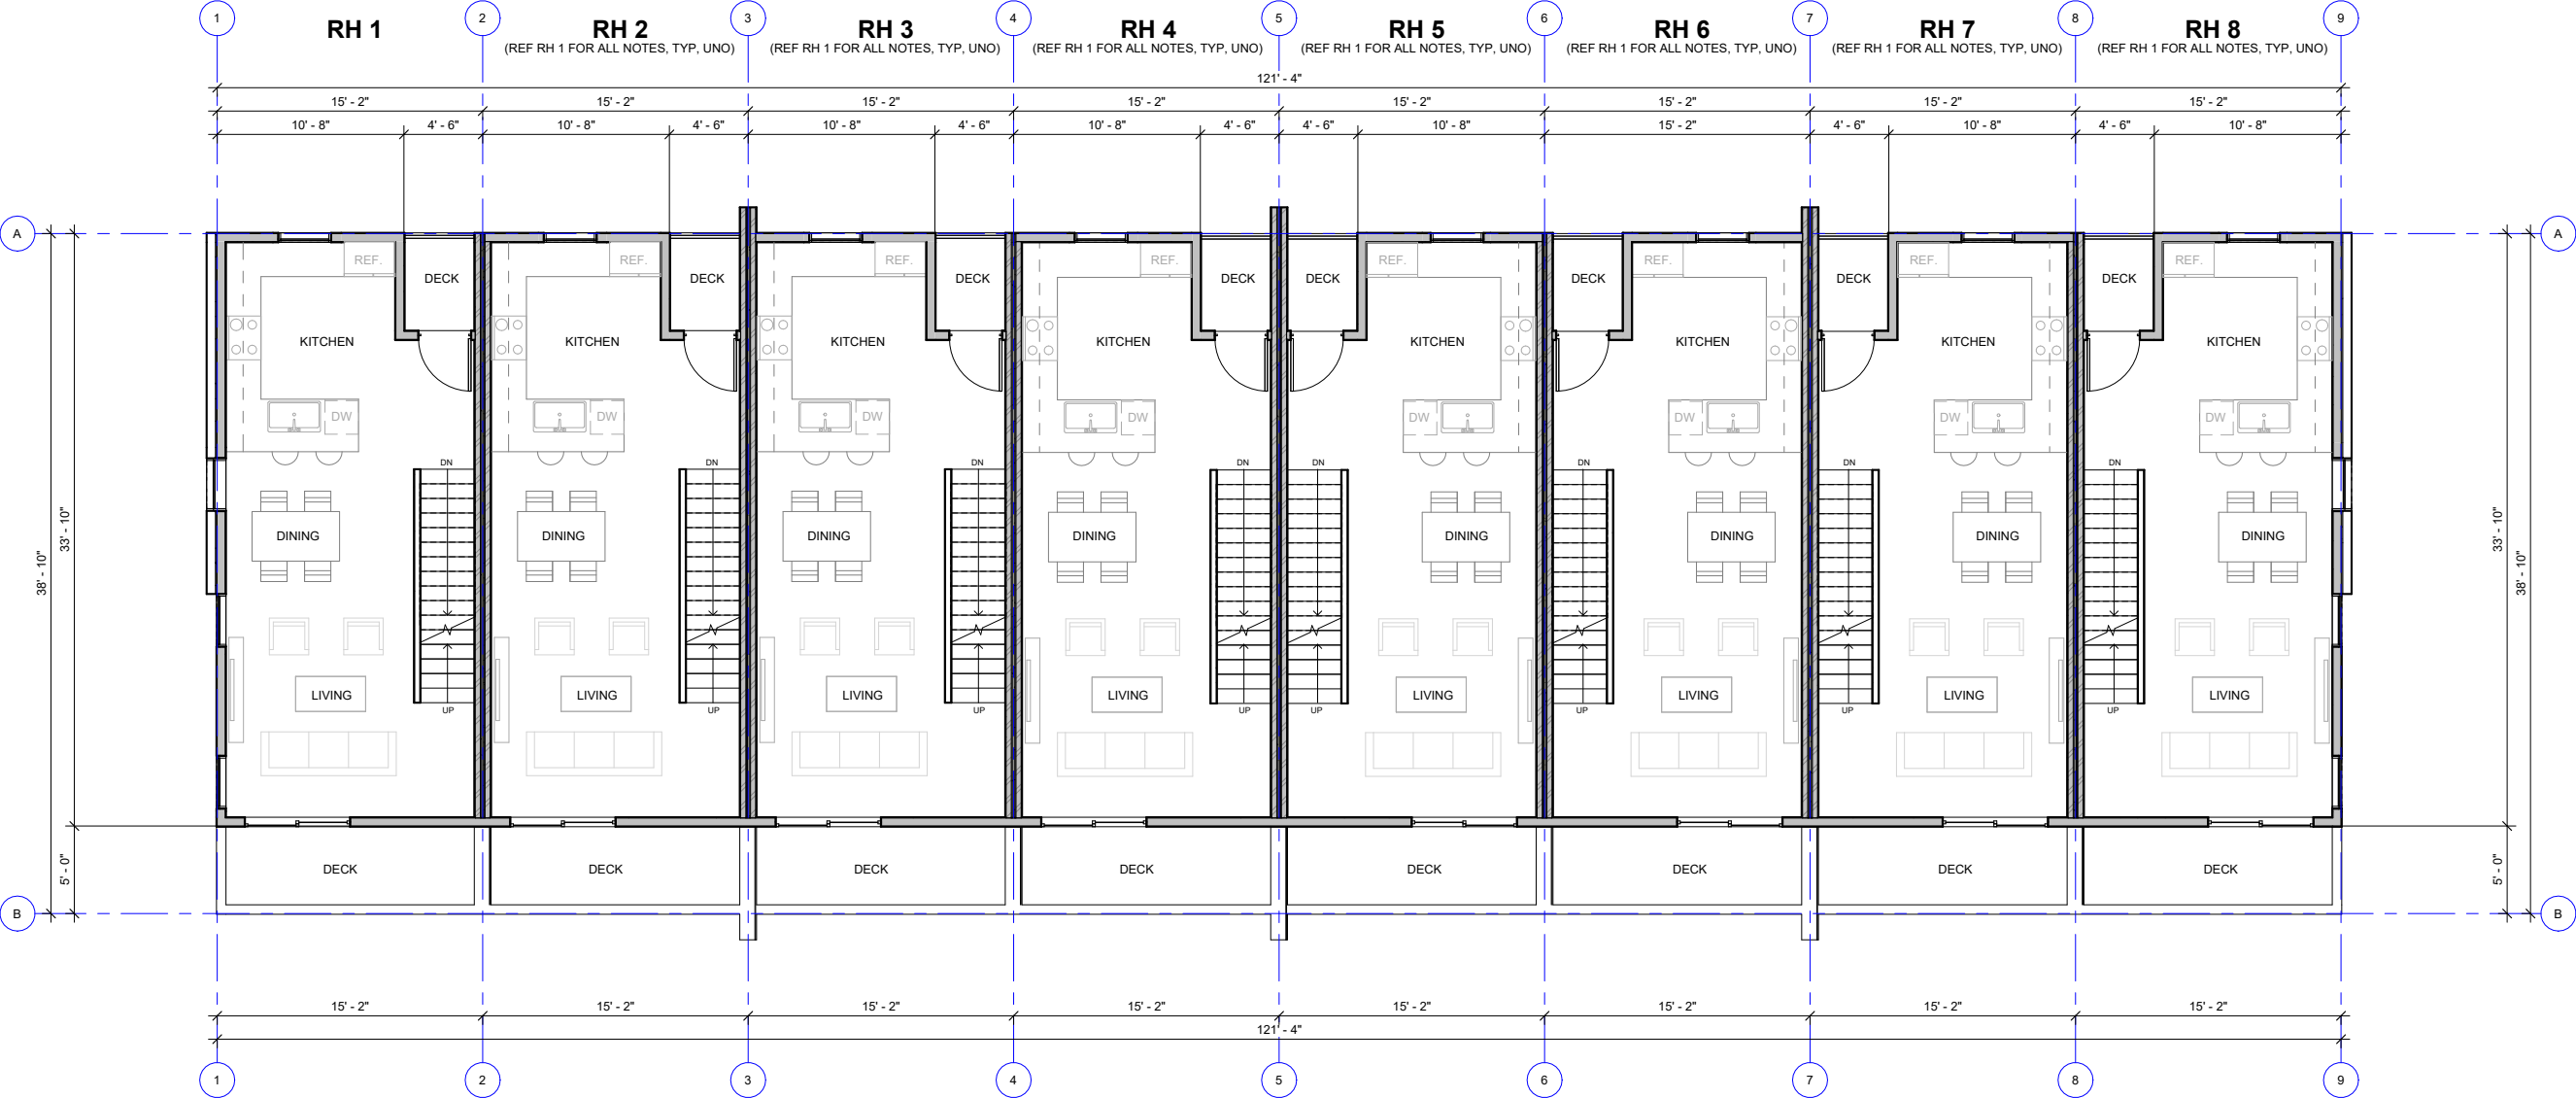 1 2 3 4 5 6 7 8 9
RH 1 RH 2 RH 3 RH 4 RH 5 RH 6 RH 7 RH 8
(REF RH 1 FOR ALL NOTES, TYP, UNO) (REF RH 1 FOR ALL NOTES, TYP, UNO) (REF RH 1 FOR ALL NOTES, TYP, UNO) (REF RH 1 FOR ALL NOTES, TYP, UNO) (REF RH 1 FOR ALL NOTES, TYP, UNO) (REF RH 1 FOR ALL NOTES, TYP, UNO) (REF RH 1 FOR ALL NOTES, TYP, UNO)
121' - 4"
15' - 2" 15' - 2" 15' - 2" 15' - 2" 15' - 2" 15' - 2" 15' - 2" 15' - 2"
10' - 8" 4' - 6" 10' - 8" 4' - 6" 10' - 8" 4' - 6" 10' - 8" 4' - 6" 4' - 6" 10' - 8" 15' - 2" 4' - 6" 10' - 8" 4' - 6" 10' - 8"
A A
REF. REF. REF. REF. REF. REF. REF. REF.
DECK DECK DECK DECK DECK DECK DECK DECK
KITCHEN KITCHEN KITCHEN KITCHEN KITCHEN KITCHEN KITCHEN KITCHEN
DW DW DW DW DW DW DW DW
DN DN DN DN DN DN DN DN
DINING DINING DINING DINING DINING DINING DINING DINING
33' - 10" 33' - 10"
38' - 10" 38' - 10"
LIVING LIVING LIVING LIVING LIVING LIVING LIVING LIVING
UP UP UP UP UP UP UP UP
DECK DECK DECK DECK DECK DECK DECK DECK
5' - 0" 5' - 0"
B B
15' - 2" 15' - 2" 15' - 2" 15' - 2" 15' - 2" 15' - 2" 15' - 2" 15' - 2"
121' - 4"
1 2 3 4 5 6 7 8 9